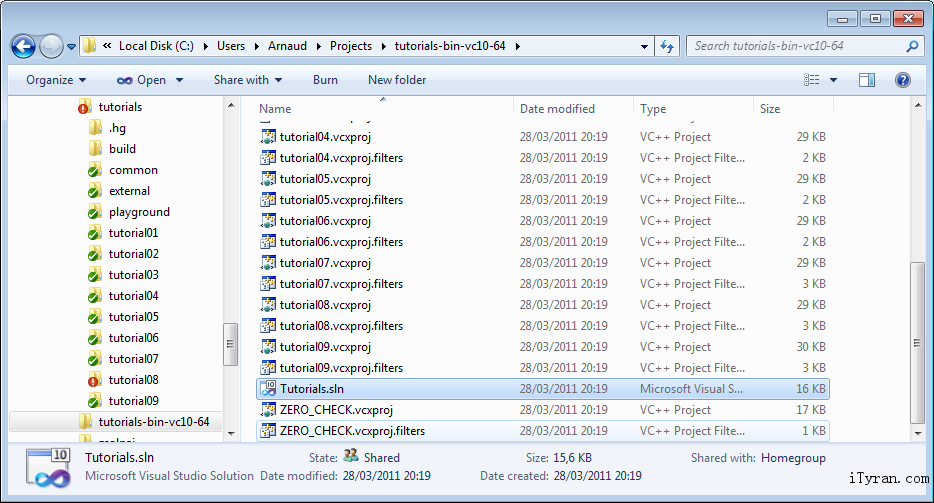 « Local Disk (C:) Users Arnaud Projects tutorials-bin-vc10-64 Search tutorials-bin-vc10-64
Organize Open Share with Burn New folder
tutorials
.hg
build
common
external
playground
tutorial01
tutorial02
tutorial03
tutorial04
tutorial05
tutorial06
tutorial07
tutorial08
tutorial09
tutorials-bin-vc10-64
Name Date modified Type Size
tutorial04.vcxproj 28/03/2011 20:19 VC++ Project 29 KB
tutorial04.vcxproj.filters 28/03/2011 20:19 VC++ Project Filte... 2 KB
tutorial05.vcxproj 28/03/2011 20:19 VC++ Project 29 KB
tutorial05.vcxproj.filters 28/03/2011 20:19 VC++ Project Filte... 2 KB
tutorial06.vcxproj 28/03/2011 20:19 VC++ Project 29 KB
tutorial06.vcxproj.filters 28/03/2011 20:19 VC++ Project Filte... 2 KB
tutorial07.vcxproj 28/03/2011 20:19 VC++ Project 29 KB
tutorial07.vcxproj.filters 28/03/2011 20:19 VC++ Project Filte... 3 KB
tutorial08.vcxproj 28/03/2011 20:19 VC++ Project 29 KB
tutorial08.vcxproj.filters 28/03/2011 20:19 VC++ Project Filte... 3 KB
tutorial09.vcxproj 28/03/2011 20:19 VC++ Project 30 KB
tutorial09.vcxproj.filters 28/03/2011 20:19 VC++ Project Filte... 3 KB
Tutorials.sln 28/03/2011 20:19 Microsoft Visual S... 16 KB
ZERO_CHECK.vcxproj 28/03/2011 20:19 VC++ Project 17 KB
ZERO_CHECK.vcxproj.filters 28/03/2011 20:19 VC++ Project Filte... 1 KB
10
Tutorials.sln State: Shared Size: 15,6 KB Shared with: Homegroup
Microsoft Visual Studio Solution Date modified: 28/03/2011 20:19 Date created: 28/03/2011 20:19
iTyran.com